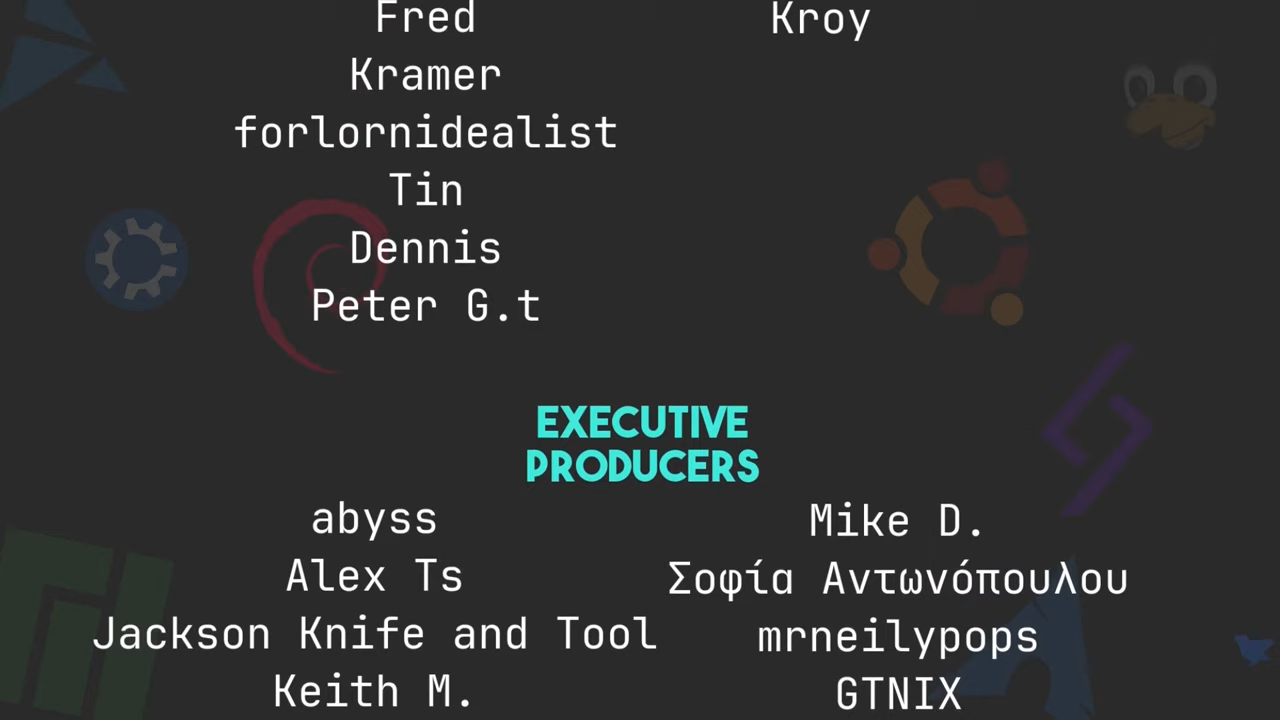 Fred
Kroy
Kramer
forlornidealist
Tin
Dennis
Peter G.t
EXECUTIVE
PRODUCERS
abyss
Mike D.
Alex Ts
Σοφία Αντωνόπουλου
Jackson Knife and Tool
mrneilypops
Keith M.
GTNIX